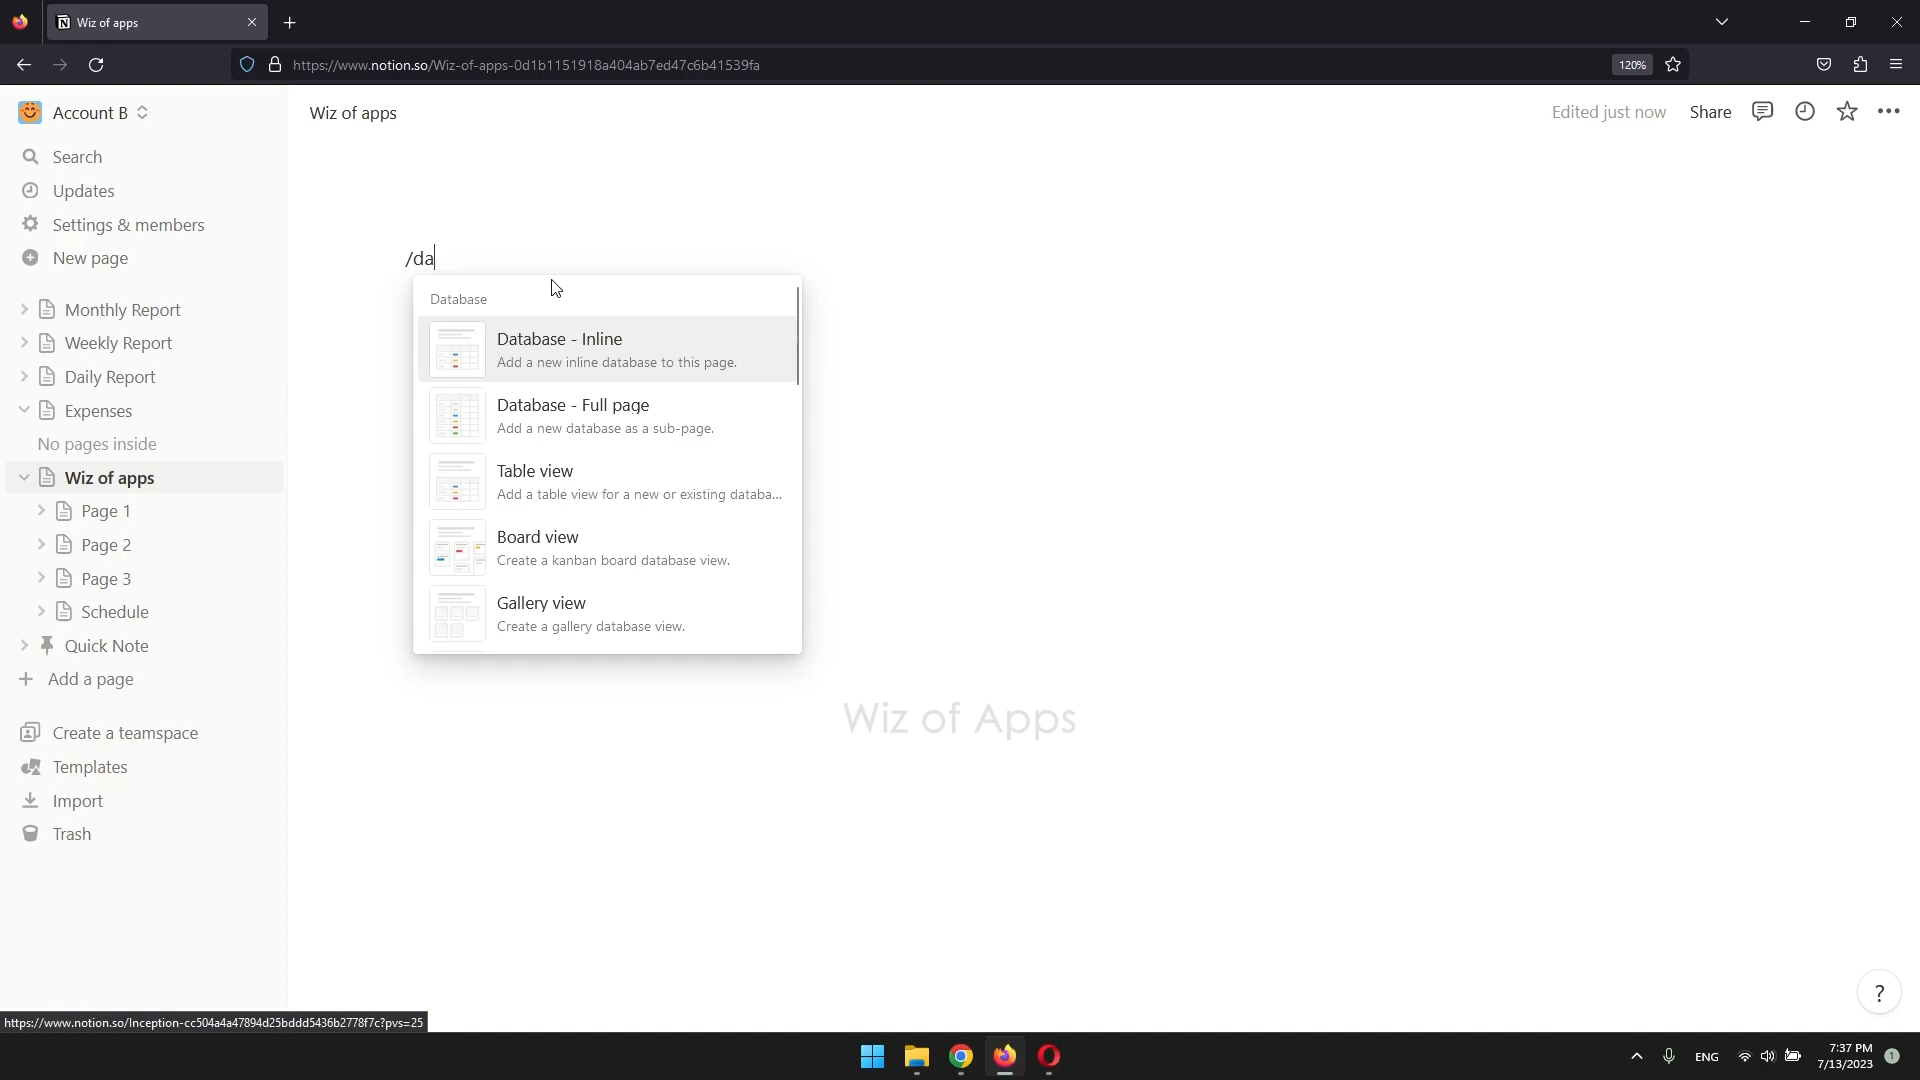 Wiz of apps
https://www.notion.so/Wiz-of-apps-0d1b1151918a404ab7ed47c6b41539fa
120%
Account B
Wiz of apps
Edited just now
Share
Search
Updates
Settings & members
New page
Monthly Report
Weekly Report
Daily Report
Expenses
No pages inside
Wiz of apps
Page 1
Page 2
Page 3
Schedule
Quick Note
Add a page
Create a teamspace
Templates
Import
Trash
/da
Database
Database - Inline
Add a new inline database to this page.
Database - Full page
Add a new database as a sub-page.
Table view
Add a table view for a new or existing databa...
Board view
Create a kanban board database view.
Gallery view
Create a gallery database view.
Wiz of Apps
?
https://www.notion.so/Inception-cc504a4a47894d25bddd5436b2778f7c?pvs=25
ENG
7:37 PM
7/13/2023
1